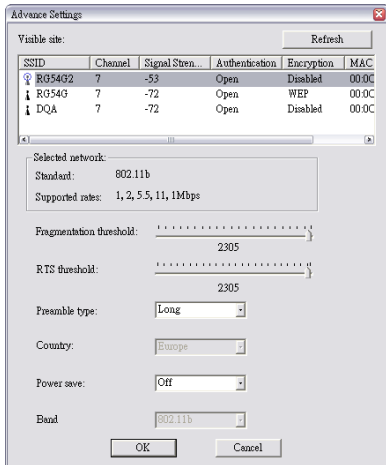 Advance Settings
Visible site:
Refresh
SSID Channel Signal Stren... Authentication Encryption MAC
RG54G2 7 -53 Open Disabled 00:0C
RG54G 7 -72 Open WEP 00:0C
DQA 7 -72 Open Disabled 00:0C
Selected network:
Standard: 802.11b
Supported rates: 1, 2, 5.5, 11, 1Mbps
Fragmentation threshold:
2305
RTS threshold:
2305
Preamble type: Long
Country: Europe
Power save: Off
Band 802.11b
OK Cancel